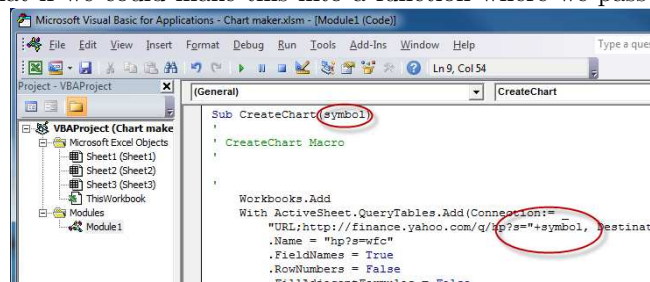 at if we could make this into a function where we pass
Microsoft Visual Basic for Applications - Chart maker.xlsm - [Module1 (Code)]
File Edit View Insert Format Debug Run Tools Add-Ins Window Help Type a ques
Ln 9, Col 54
Project - VBAProject
(General) CreateChart
VBAProject (Chart make
Microsoft Excel Objects
Sheet1 (Sheet1)
Sheet2 (Sheet2)
Sheet3 (Sheet3)
ThisWorkbook
Modules
Module1
Sub CreateChart(symbol)
'
' CreateChart Macro
'
'
Workbooks.Add
With ActiveSheet.QueryTables.Add(Connection:= _
"URL;http://finance.yahoo.com/q/hp?s="+symbol, Destinat
.Name = "hp?s=wfc"
.FieldNames = True
.RowNumbers = False
.FillAdjacentFormulas = False